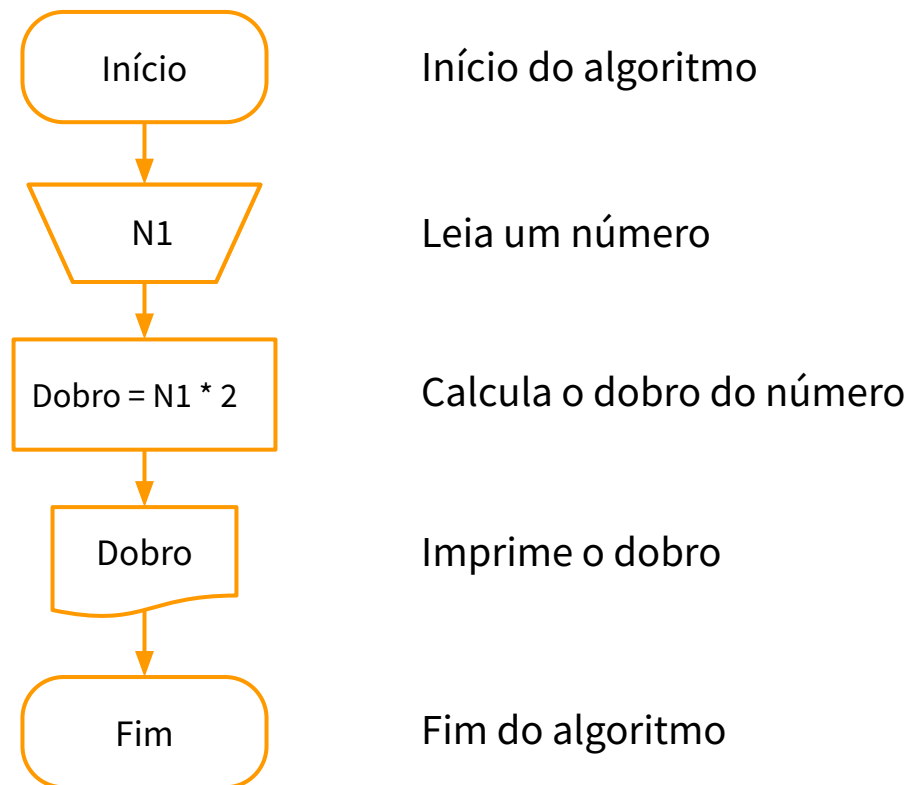 Início
Início do algoritmo
N1
Leia um número
Dobro = N1 * 2
Calcula o dobro do número
Dobro
Imprime o dobro
Fim
Fim do algoritmo